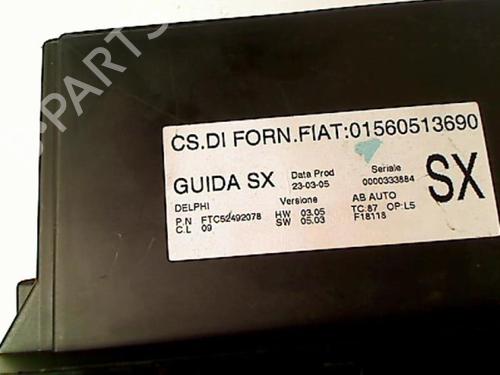 B-PARTS
CS.DI FORN.FIAT:01560513690
GUIDA SX
Data Prod
23-03-05
Seriale
0000333884
SX
DELPHI
P.N FTC52492078
C.L 09
Versione
HW 03.05
SW 05.03
AB AUTO
TC:87 OP:L5
F18118